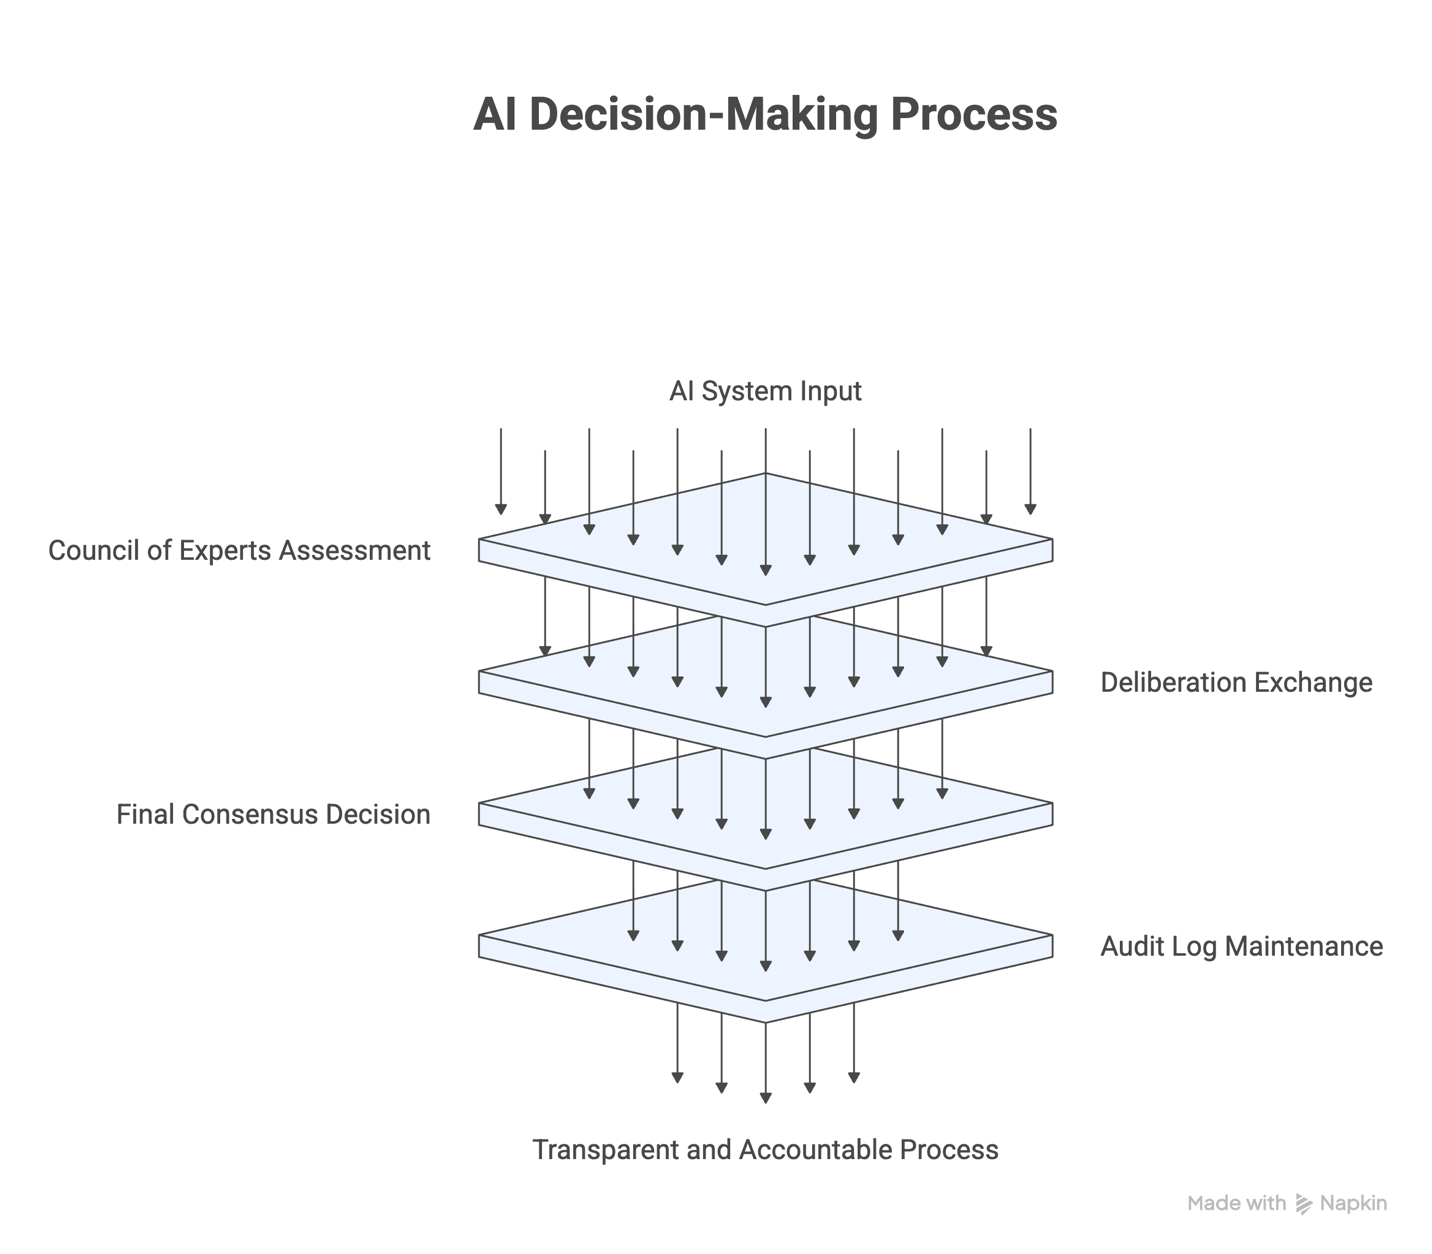 AI Decision-Making Process
AI System Input
Council of Experts Assessment
Deliberation Exchange
Final Consensus Decision
Audit Log Maintenance
Transparent and Accountable Process
Made with Napkin